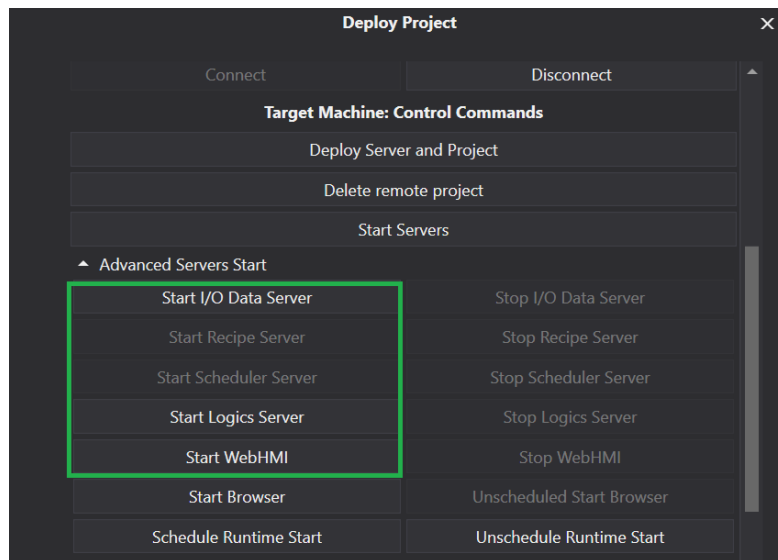 Deploy Project
Connect Disconnect
Target Machine: Control Commands
Deploy Server and Project
Delete remote project
Start Servers
Advanced Servers Start
Start I/O Data Server Stop I/O Data Server
Start Recipe Server Stop Recipe Server
Start Scheduler Server Stop Scheduler Server
Start Logics Server Stop Logics Server
Start WebHMI Stop WebHMI
Start Browser Unscheduled Start Browser
Schedule Runtime Start Unschedule Runtime Start